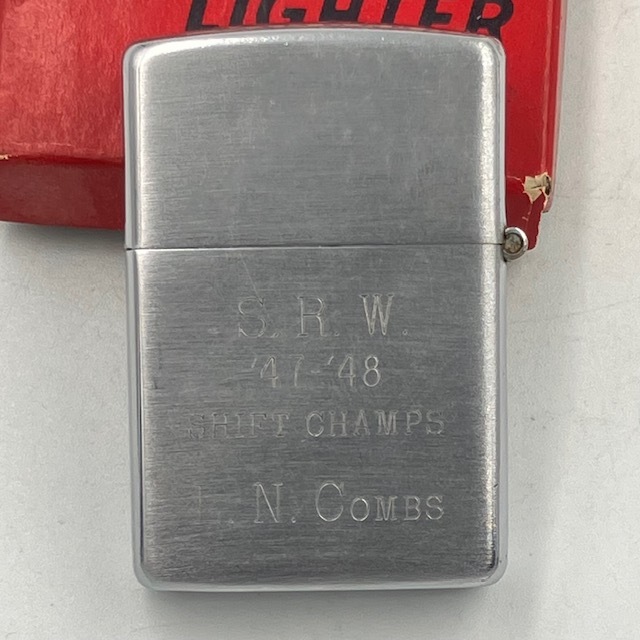 LIGHTER
S. R. W.
'47-'48
SHIFT CHAMPS
N. COMBS